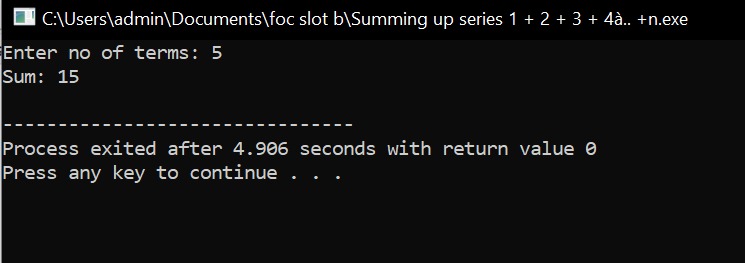 C:\Users\admin\Documents\foc slot b\Summing up series 1 + 2 + 3 + 4à.. +n.exe
Enter no of terms: 5
Sum: 15
--------------------------------
Process exited after 4.906 seconds with return value 0
Press any key to continue . . .